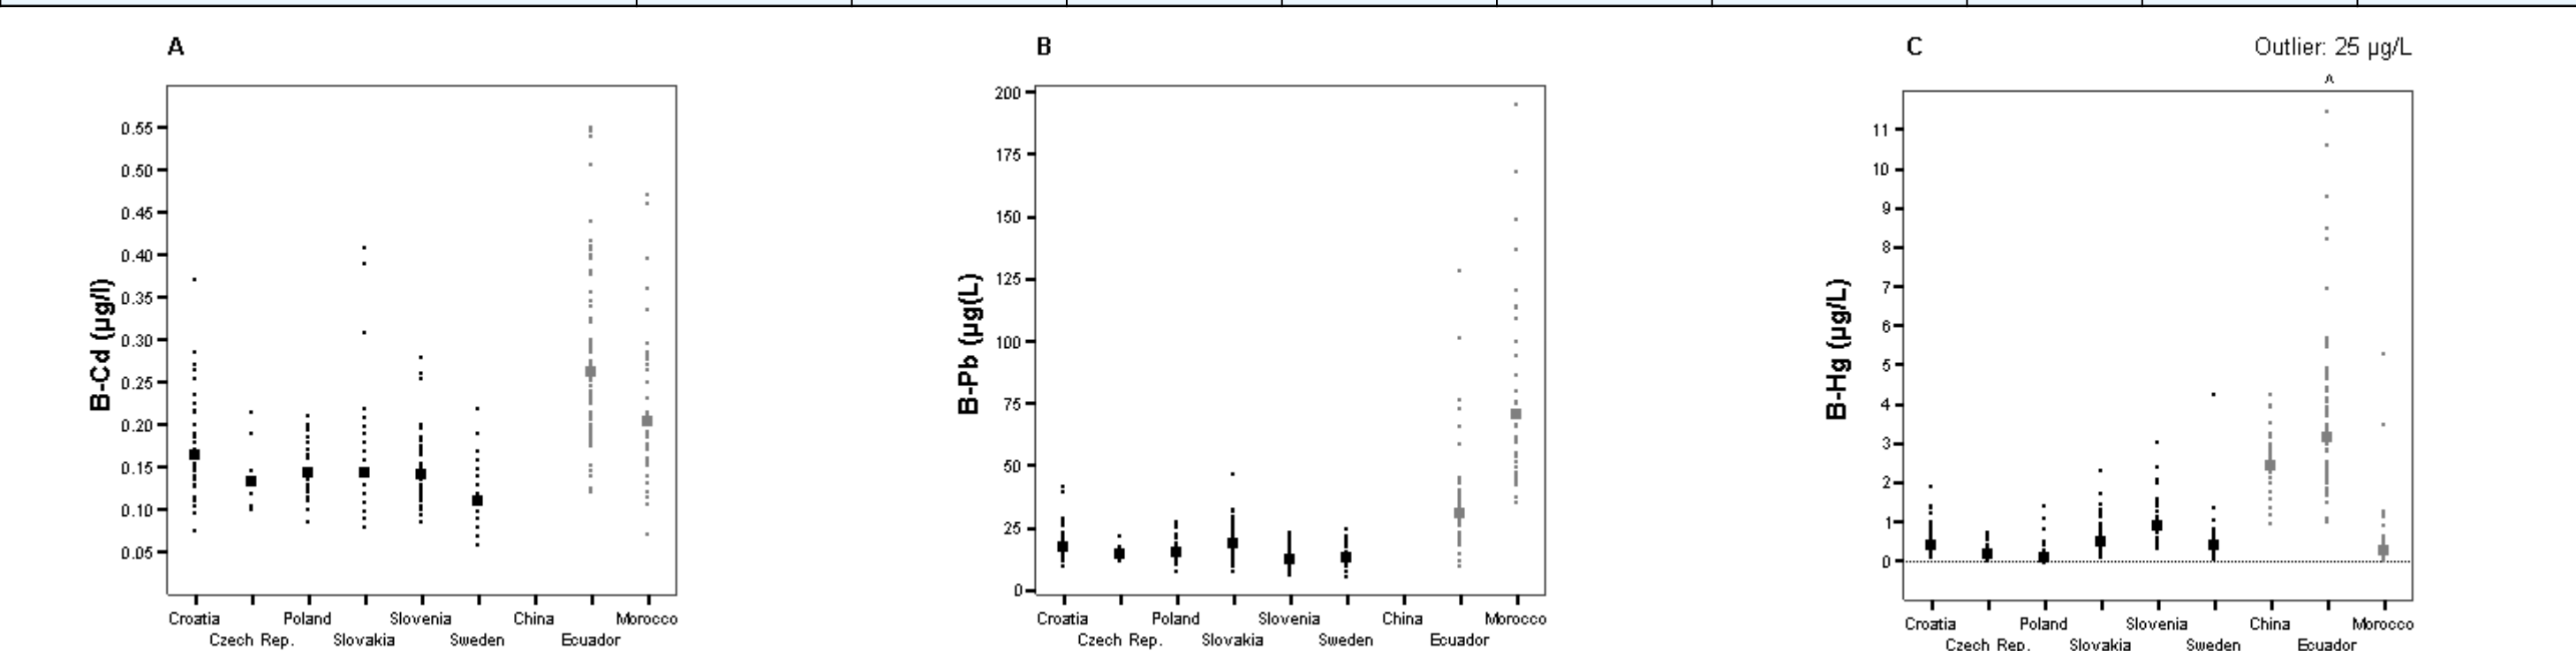 A
B-Cd (µg/l)
0.55
0.50
0.45
0.40
0.35
0.30
0.25
0.20
0.15
0.10
0.05
Croatia Poland Slovenia China Morocco
Czech Rep. Slovakia Sweden Ecuador
B
B-Pb (µg(L)
200
175
150
125
100
75
50
25
0
Croatia Poland Slovenia China Morocco
Czech Rep. Slovakia Sweden Ecuador
C
Outlier: 25 µg/L
^
B-Hg (µg/L)
11
10
9
8
7
6
5
4
3
2
1
0
Croatia Poland Slovenia China Morocco
Czech Rep. Slovakia Sweden Ecuador